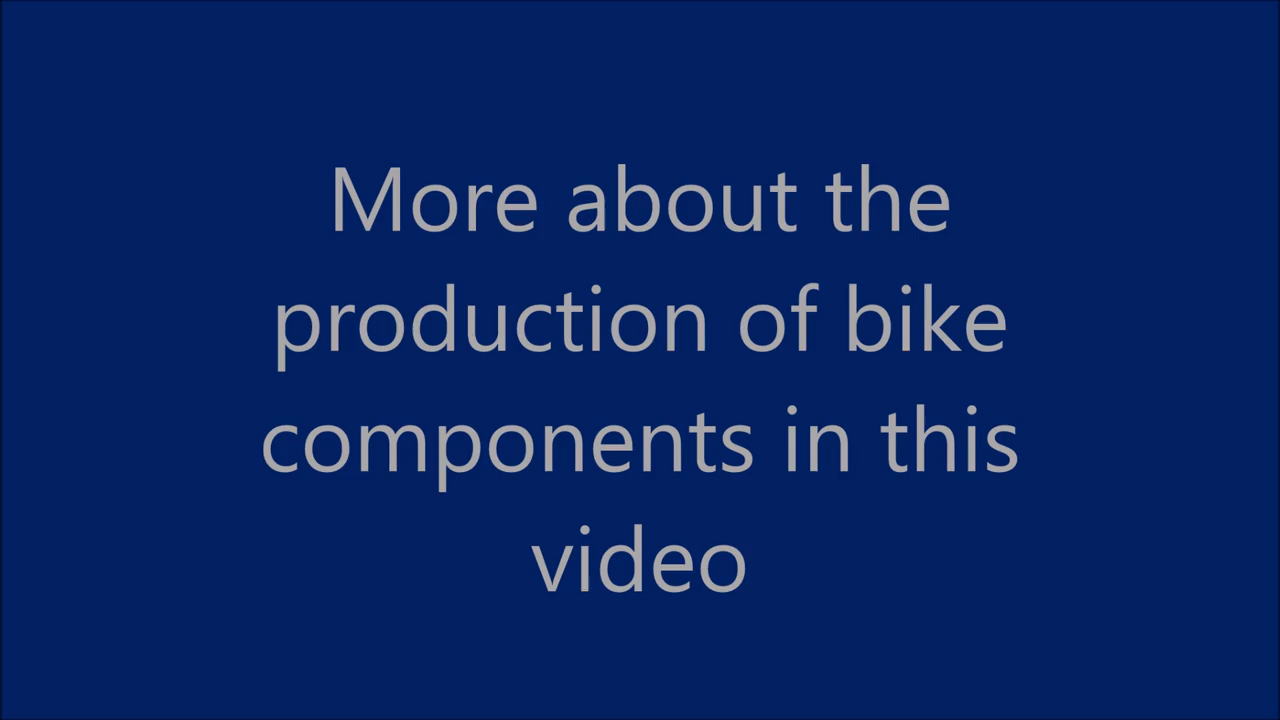 More about the
production of bike
components in this
video